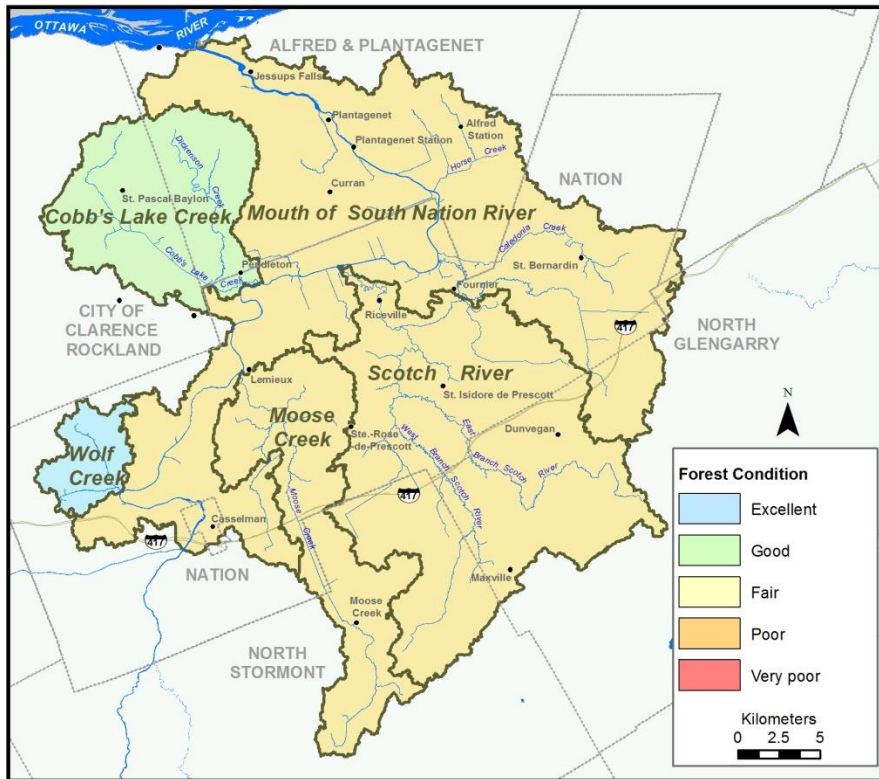 OTTAWA RIVER
ALFRED & PLANTAGENET
Jessups Falls
Plantagenet
Alfred
Station
Plantagenet Station
Horse Creek
NATION
Dickenson Creek
Curran
St. Pascal Baylon
Cobb's Lake Creek
Mouth of South Nation River
Caledonia Creek
Cobb's Lake Creek
Pendleton
St. Bernardin
Fournier
Riceville
CITY OF
CLARENCE
ROCKLAND
417
NORTH
GLENGARRY
Lemieux
Scotch River
St. Isidore de Prescott
Moose
Creek
Ste.-Rose
-de-Prescott
Dunvegan
West Branch Scotch River
East Branch Scotch River
Wolf
Creek
Moose Creek
417
Casselman
417
NATION
Maxville
Moose
Creek
NORTH
STORMONT
N
Forest Condition
Excellent
Good
Fair
Poor
Very poor
Kilometers
0 2.5 5